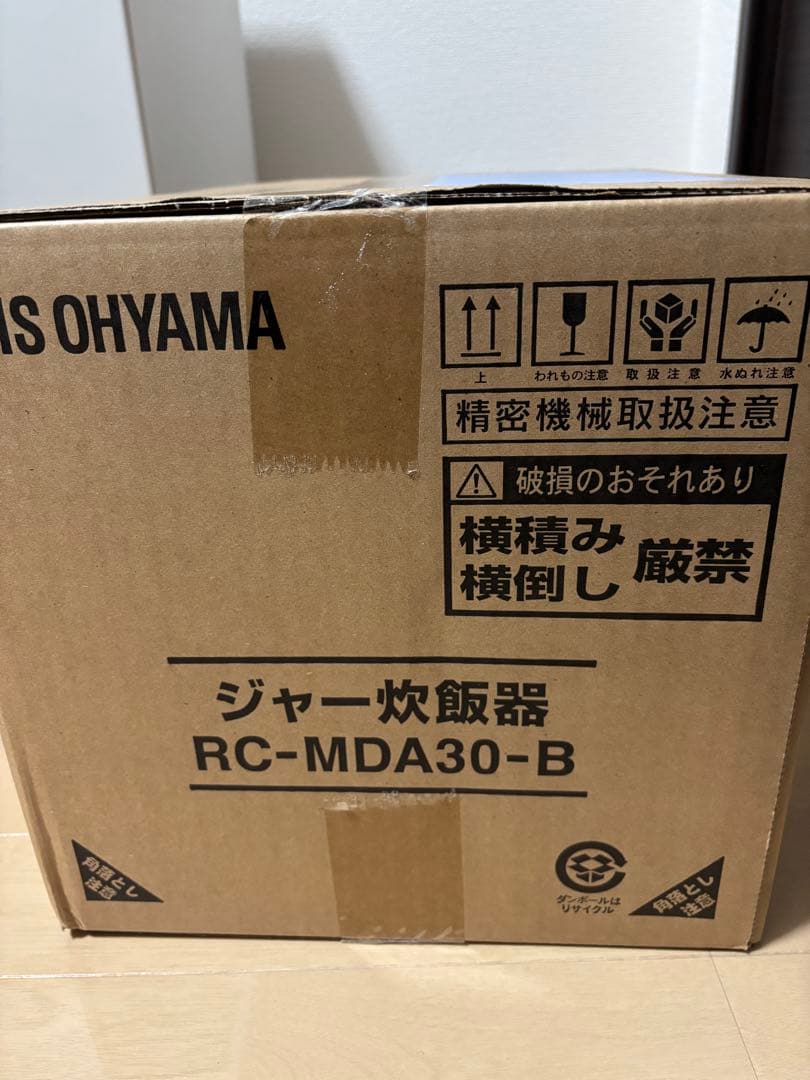 IS OHYAMA
上
われもの注意
取扱注意
水ぬれ注意
精密機械取扱注意
破損のおそれあり
横積み
横倒し
厳禁
ジャー炊飯器
RC-MDA30-B
角落とし
注意
ダンボールは
リサイクル
角落とし
注意